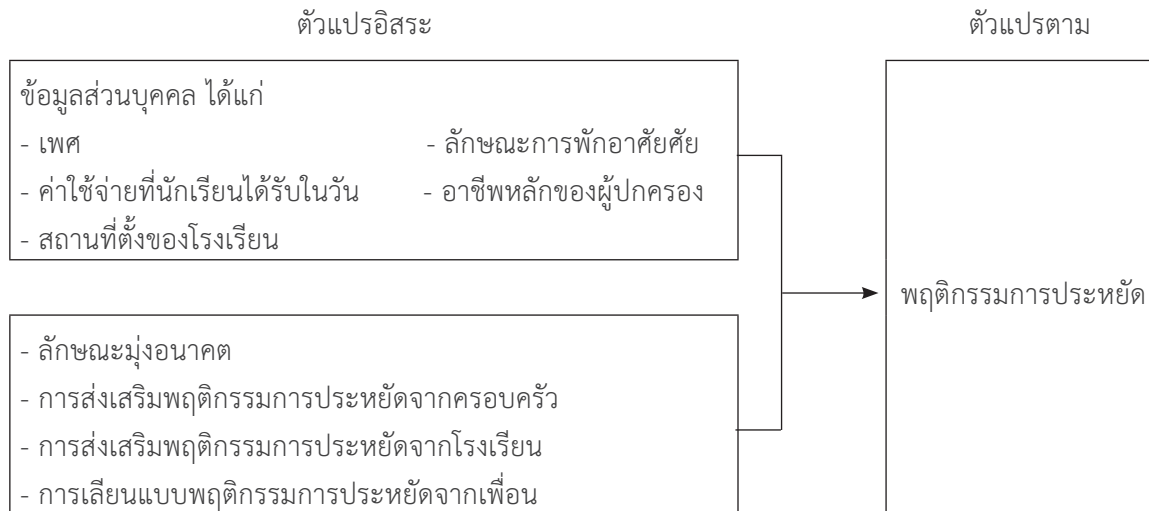 ตัวแปรอิสระ
ตัวแปรตาม
ข้อมูลส่วนบุคคล ได้แก่
- เพศ - ลักษณะการพักอาศัยศัย
- ค่าใช้จ่ายที่นักเรียนได้รับในวัน - อาชีพหลักของผู้ปกครอง
- สถานที่ตั้งของโรงเรียน
- ลักษณะมุ่งอนาคต
- การส่งเสริมพฤติกรรมการประหยัดจากครอบครัว
- การส่งเสริมพฤติกรรมการประหยัดจากโรงเรียน
- การเลียนแบบพฤติกรรมการประหยัดจากเพื่อน
พฤติกรรมการประหยัด